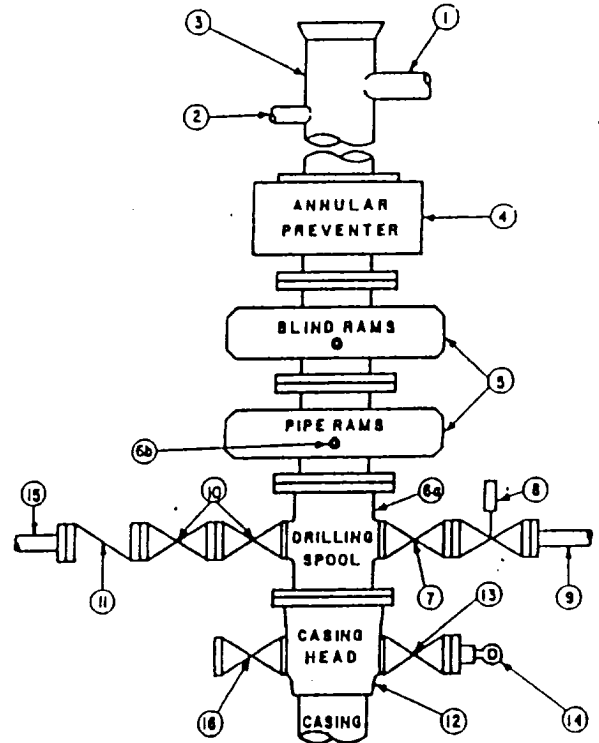 1
3
2
ANNULAR
PREVENTER
4
BLIND RAMS
5
PIPE RAMS
6b
6a
8
15
10
DRILLING
SPOOL
11
7
9
13
CASING
HEAD
16
12
14
CASING